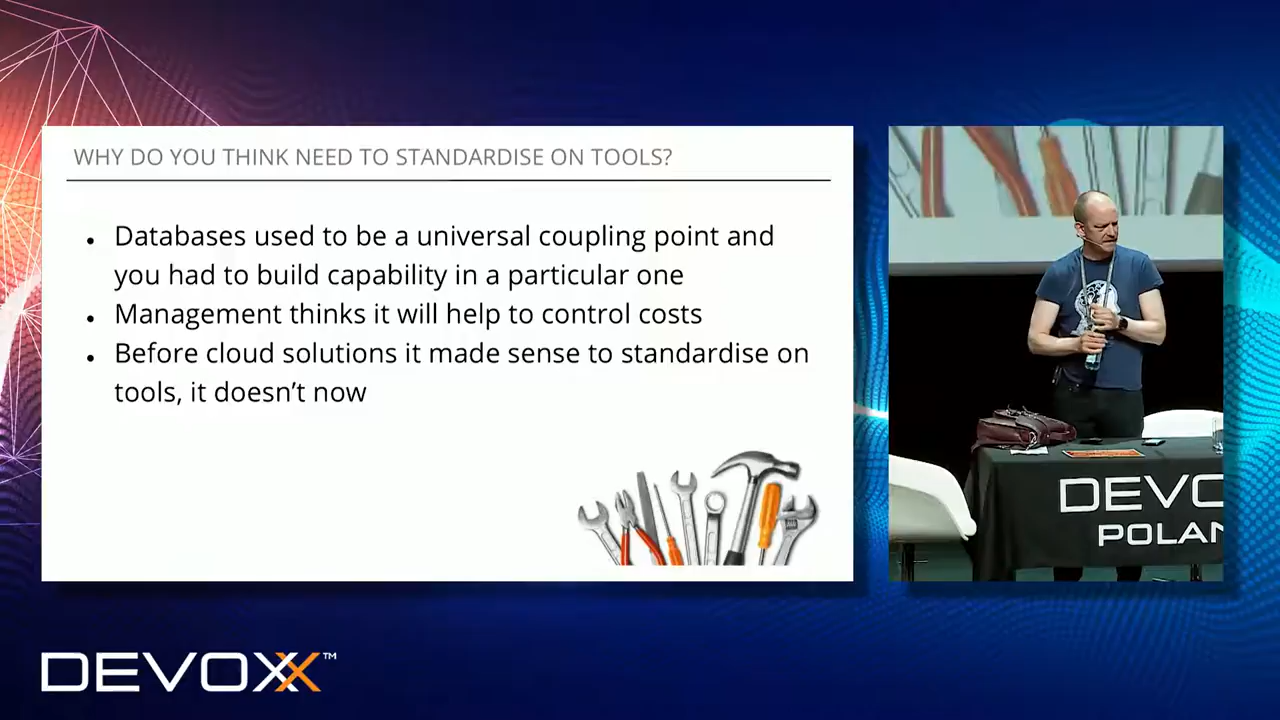 WHY DO YOU THINK NEED TO STANDARDISE ON TOOLS?
• Databases used to be a universal coupling point and
you had to build capability in a particular one
• Management thinks it will help to control costs
• Before cloud solutions it made sense to standardise on
tools, it doesn't now
DEVO
POLAN
DEVOXX™